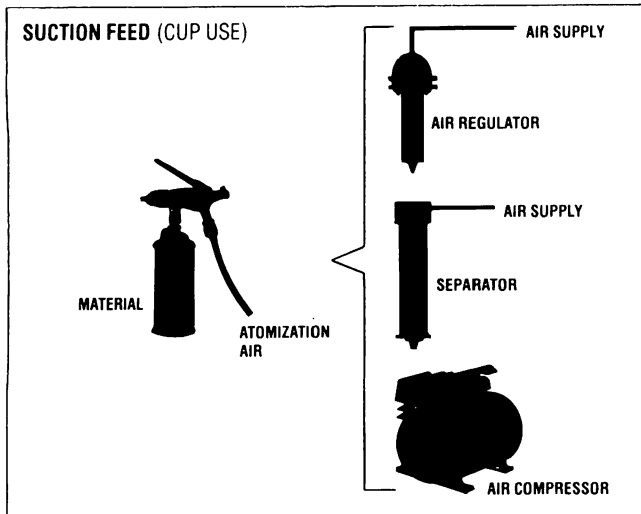 SUCTION FEED (CUP USE)
AIR SUPPLY
AIR REGULATOR
AIR SUPPLY
SEPARATOR
MATERIAL
ATOMIZATION
AIR
AIR COMPRESSOR